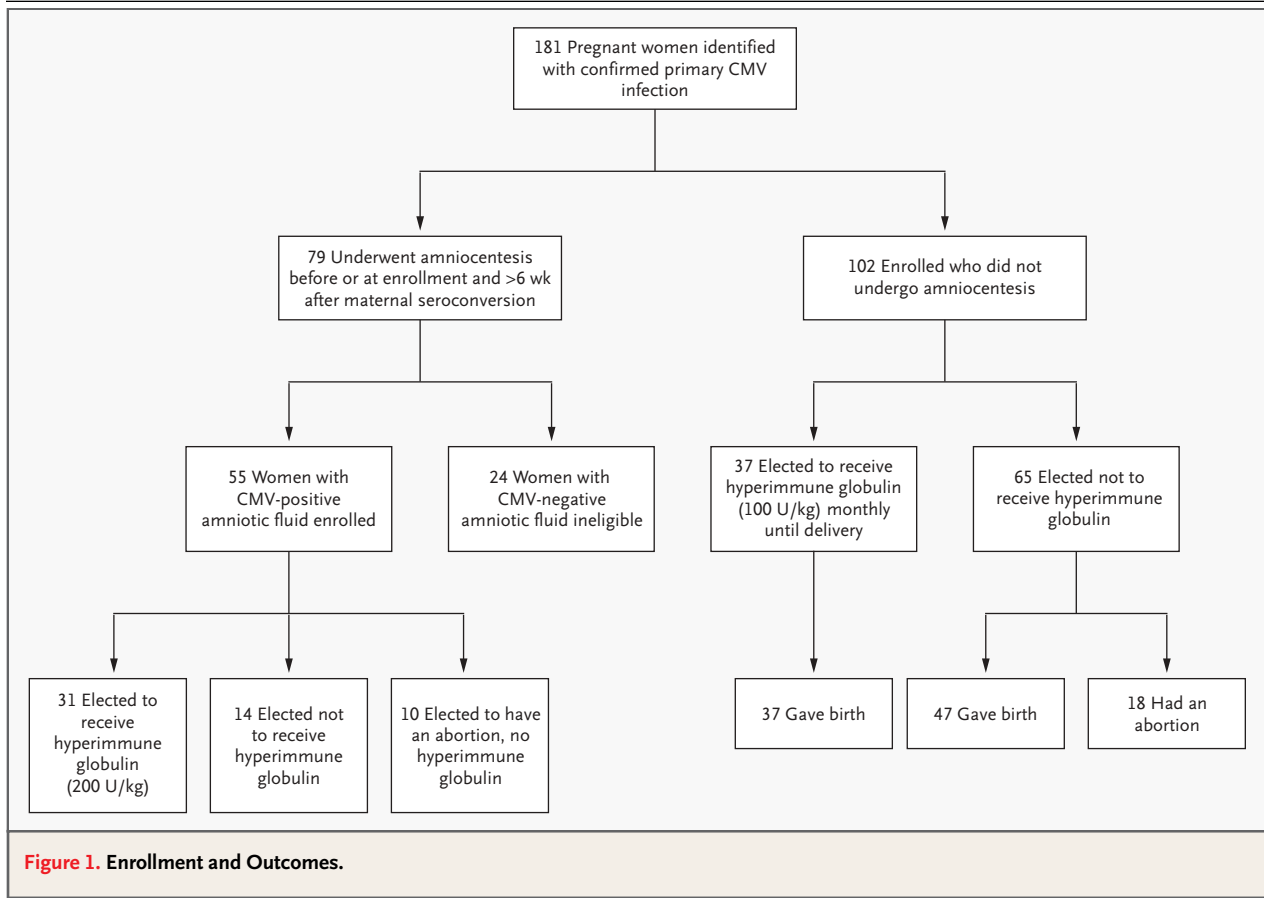 181 Pregnant women identified
with confirmed primary CMV
infection
79 Underwent amniocentesis
before or at enrollment and >6 wk
after maternal seroconversion
102 Enrolled who did not
undergo amniocentesis
55 Women with
CMV-positive
amniotic fluid enrolled
24 Women with
CMV-negative
amniotic fluid ineligible
37 Elected to receive
hyperimmune globulin
(100 U/kg) monthly
until delivery
65 Elected not to
receive hyperimmune
globulin
31 Elected to
receive
hyperimmune
globulin
(200 U/kg)
14 Elected not
to receive
hyperimmune
globulin
10 Elected to have
an abortion, no
hyperimmune
globulin
37 Gave birth
47 Gave birth
18 Had an
abortion
Figure 1. Enrollment and Outcomes.